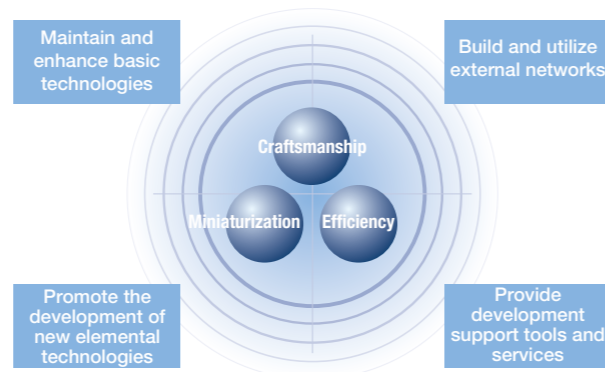 Maintain and
enhance basic
technologies
Build and utilize
external networks
Craftsmanship
Miniaturization
Efficiency
Promote the
development of
new elemental
technologies
Provide
development
support tools and
services